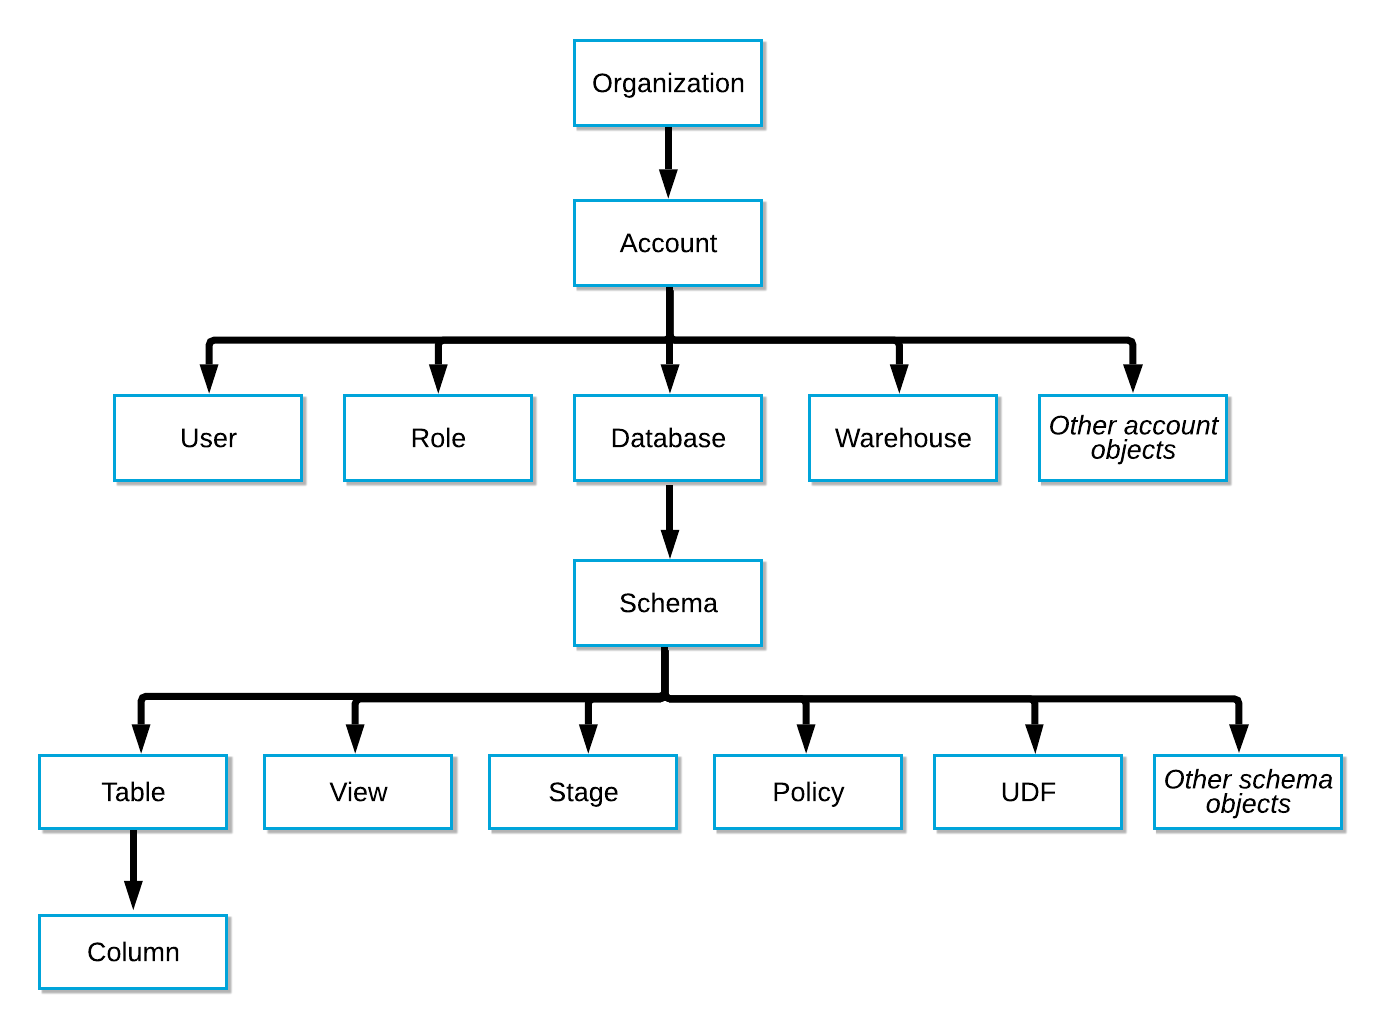 Organization
Account
User
Role
Database
Warehouse
Other account
objects
Schema
Table
View
Stage
Policy
UDF
Other schema
objects
Column